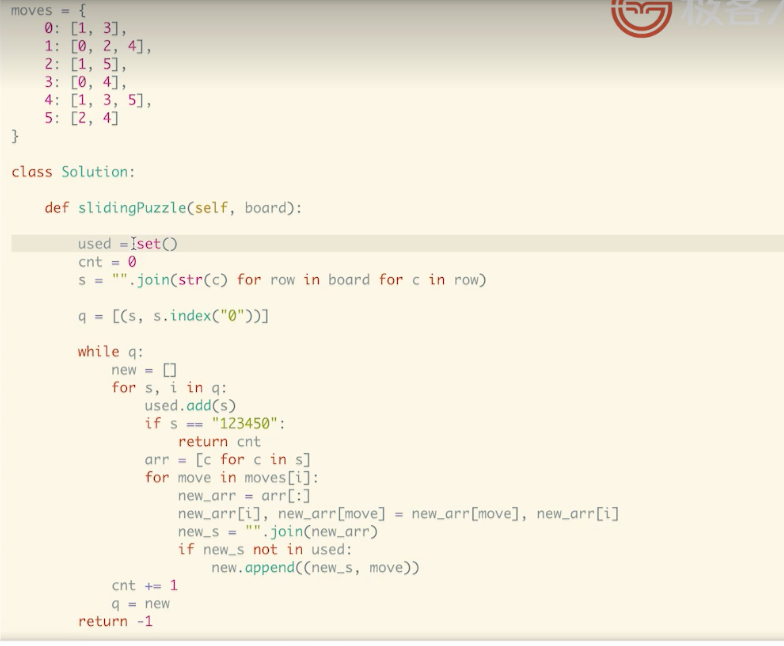 moves = {
    0: [1, 3],
    1: [0, 2, 4],
    2: [1, 5],
    3: [0, 4],
    4: [1, 3, 5],
    5: [2, 4]
}
class Solution:
    def slidingPuzzle(self, board):
        used = set()
        cnt = 0
        s = "".join(str(c) for row in board for c in row)
        q = [(s, s.index("0"))]
        while q:
            new = []
            for s, i in q:
                used.add(s)
                if s == "123450":
                    return cnt
                arr = [c for c in s]
                for move in moves[i]:
                    new_arr = arr[:]
                    new_arr[i], new_arr[move] = new_arr[move], new_arr[i]
                    new_s = "".join(new_arr)
                    if new_s not in used:
                        new.append((new_s, move))
            cnt += 1
            q = new
        return -1